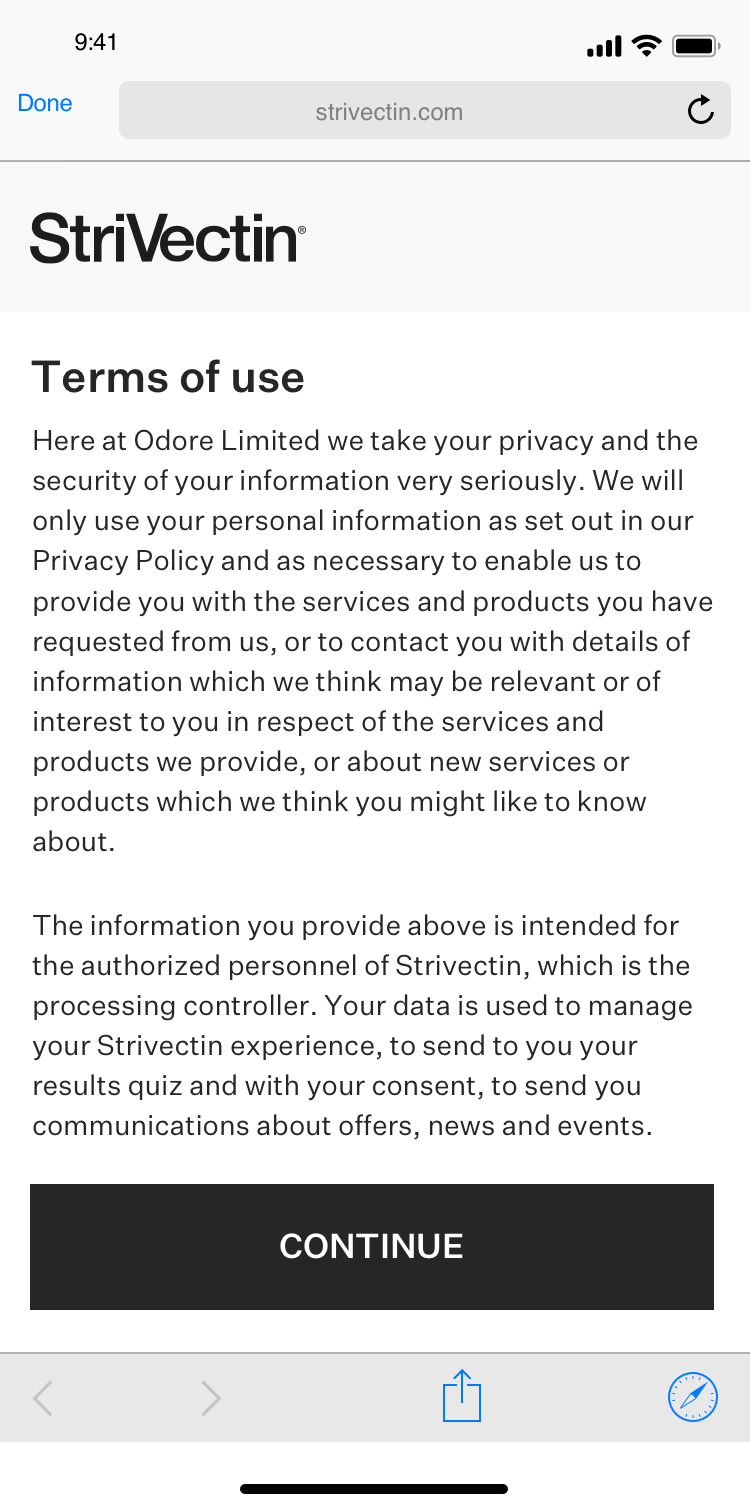 9:41
Done
strivectin.com
StriVectin®
Terms of use
Here at Odore Limited we take your privacy and the
security of your information very seriously. We will
only use your personal information as set out in our
Privacy Policy and as necessary to enable us to
provide you with the services and products you have
requested from us, or to contact you with details of
information which we think may be relevant or of
interest to you in respect of the services and
products we provide, or about new services or
products which we think you might like to know
about.
The information you provide above is intended for
the authorized personnel of Strivectin, which is the
processing controller. Your data is used to manage
your Strivectin experience, to send to you your
results quiz and with your consent, to send you
communications about offers, news and events.
CONTINUE